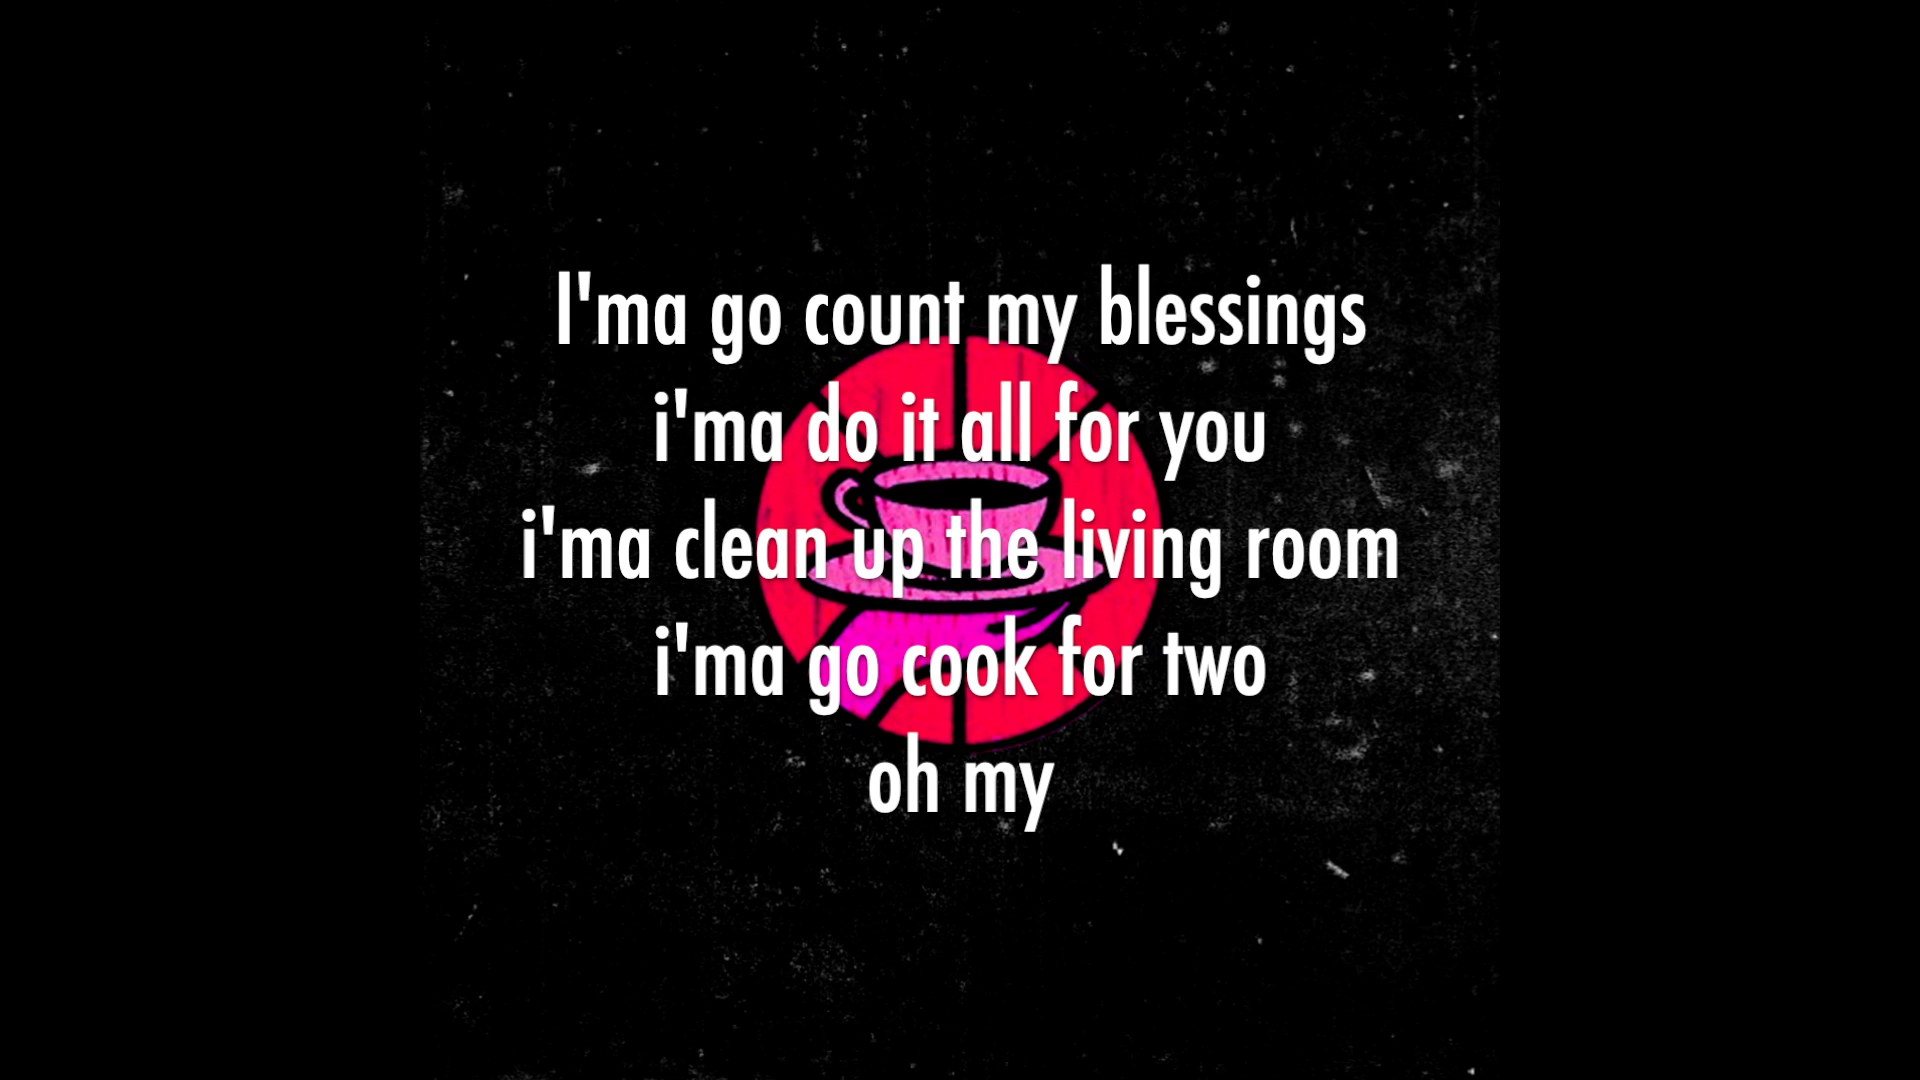 I'ma go count my blessings
i'ma do it all for you
i'ma clean up the living room
i'ma go cook for two
oh my